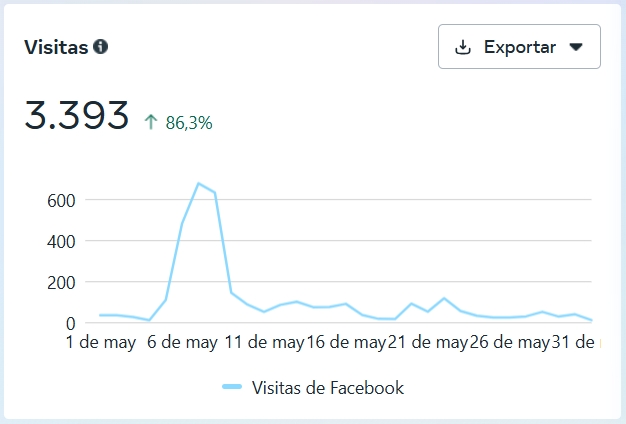 Visitas
Exportar
3.393 ↑ 86,3%
600
400
200
0
1 de may 6 de may 11 de may 16 de may 21 de may 26 de may 31 de
Visitas de Facebook